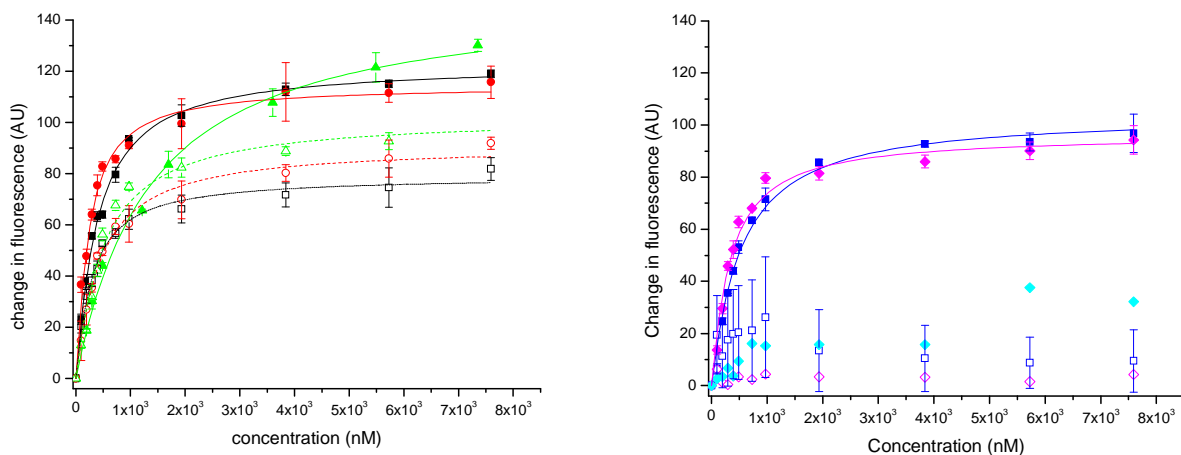 140
120
100
80
60
40
20
0
change in fluorescence (AU)
0 1x10³ 2x10³ 3x10³ 4x10³ 5x10³ 6x10³ 7x10³ 8x10³
concentration (nM)
140
120
100
80
60
40
20
0
Change in fluorescence (AU)
0 1x10³ 2x10³ 3x10³ 4x10³ 5x10³ 6x10³ 7x10³ 8x10³
Concentration (nM)